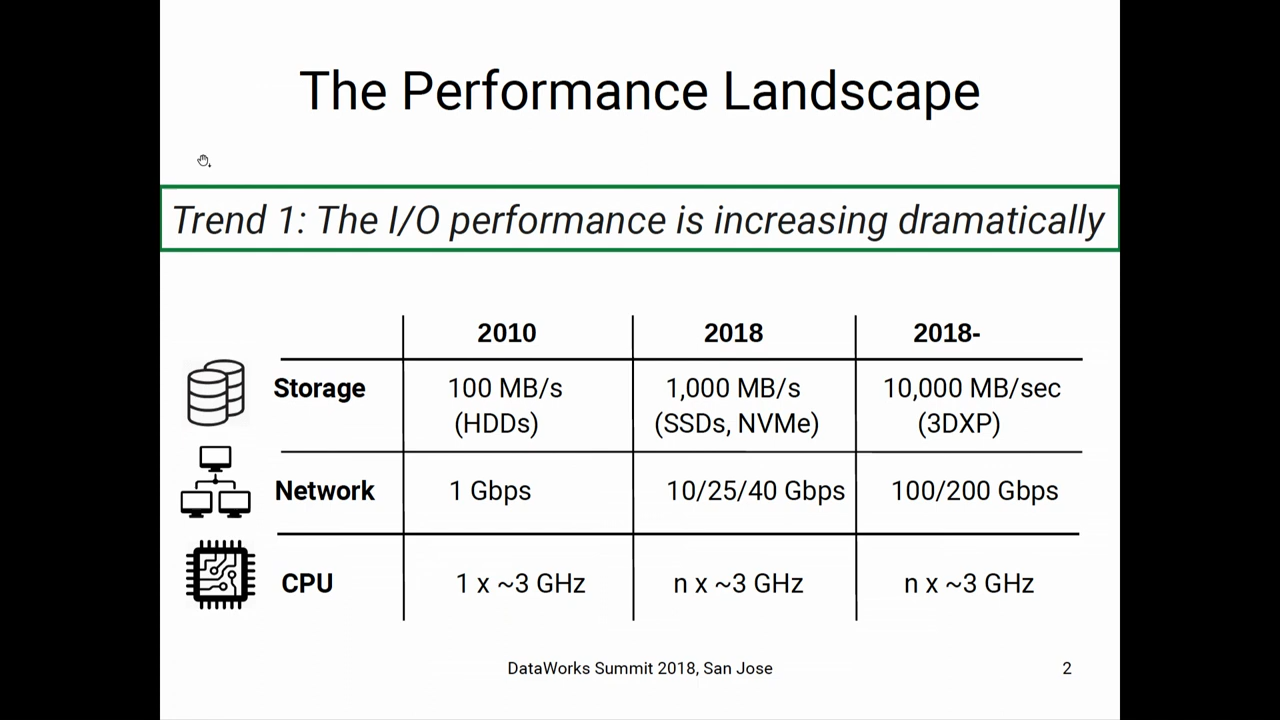 The Performance Landscape
Trend 1: The I/O performance is increasing dramatically
2010 2018 2018-
Storage 100 MB/s 1,000 MB/s 10,000 MB/sec
(HDDs) (SSDs, NVMe) (3DXP)
Network 1 Gbps 10/25/40 Gbps 100/200 Gbps
CPU 1 x ~3 GHz n x ~3 GHz n x ~3 GHz
DataWorks Summit 2018, San Jose 2